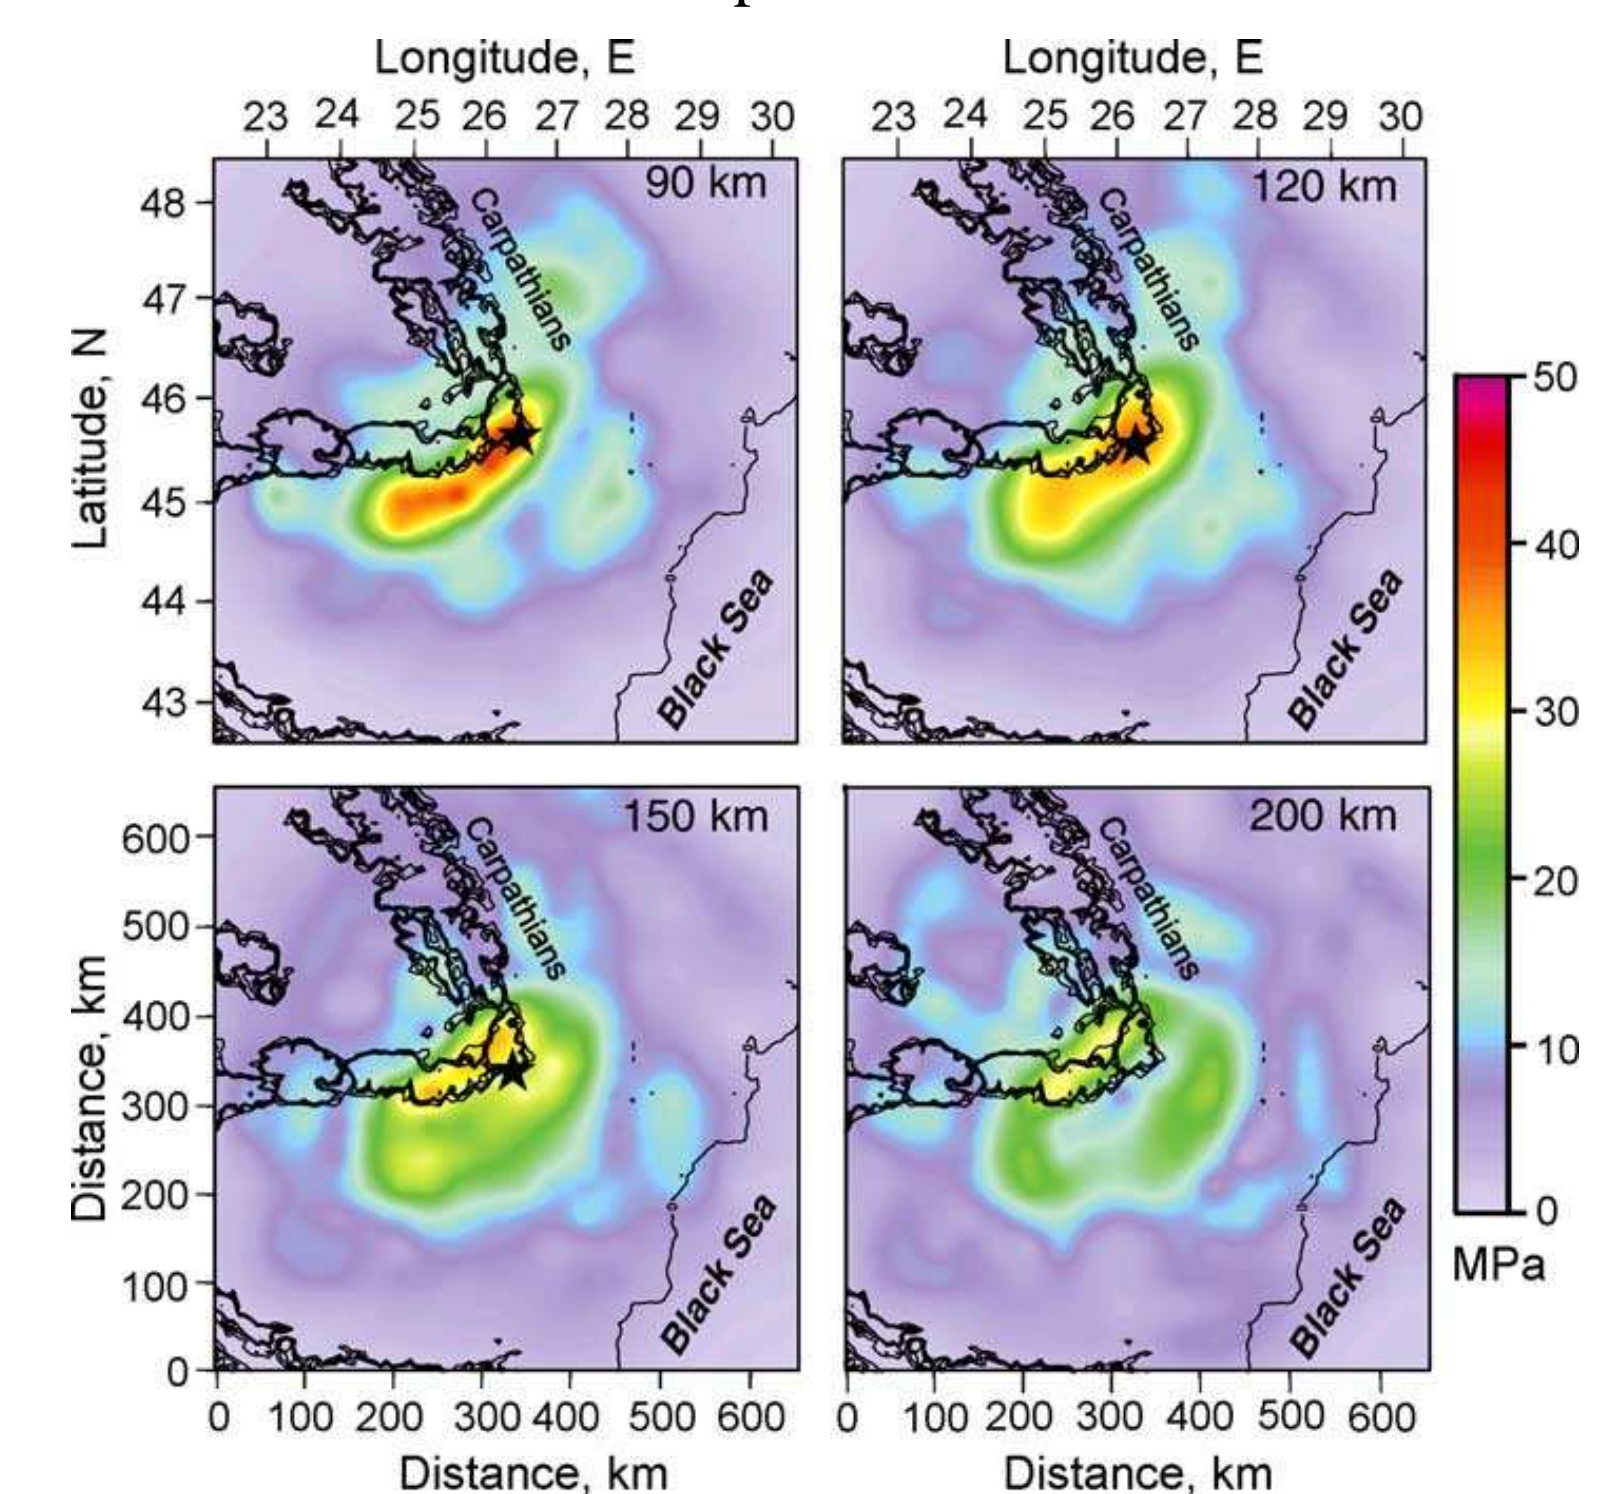 Longitude, E Longitude, E
23 24 25 26 27 28 29 30 23 24 25 26 27 28 29 30
90 km 120 km
48
47
46
45
44
43
Latitude, N
Carpathians Carpathians
Black Sea Black Sea
50
40
30
20
10
0
MPa
150 km 200 km
600
500
400
300
200
100
0
Distance, km
Carpathians Carpathians
Black Sea Black Sea
0 100 200 300 400 500 600 0 100 200 300 400 500 600
Distance, km Distance, km